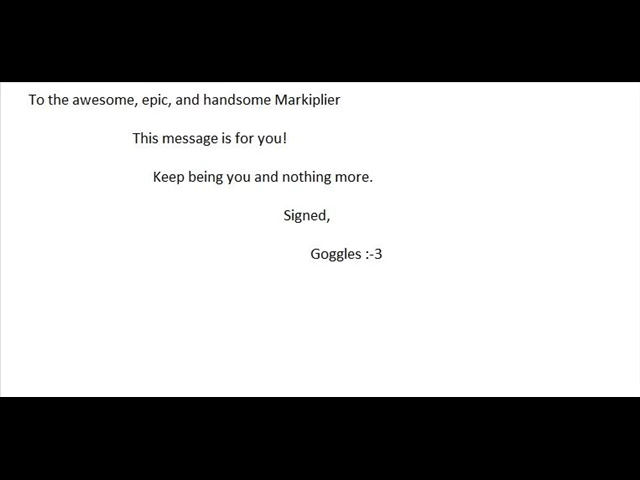 To the awesome, epic, and handsome Markiplier
This message is for you!
Keep being you and nothing more.
Signed,
Goggles :-3